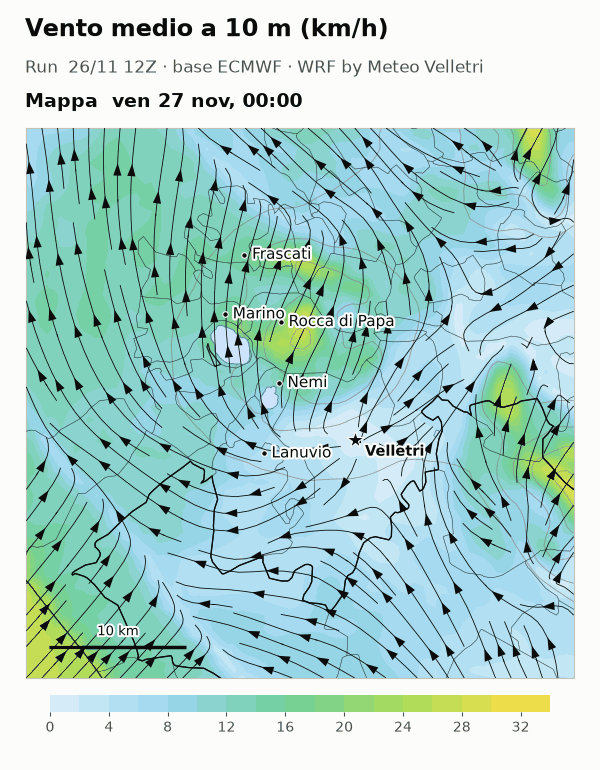 Vento medio a 10 m (km/h)
Run  26/11 12Z · base ECMWF · WRF by Meteo Velletri
Mappa  ven 27 nov, 00:00
Frascati
Marino
Rocca di Papa
Nemi
Lanuvio
Velletri
10 km
0 4 8 12 16 20 24 28 32